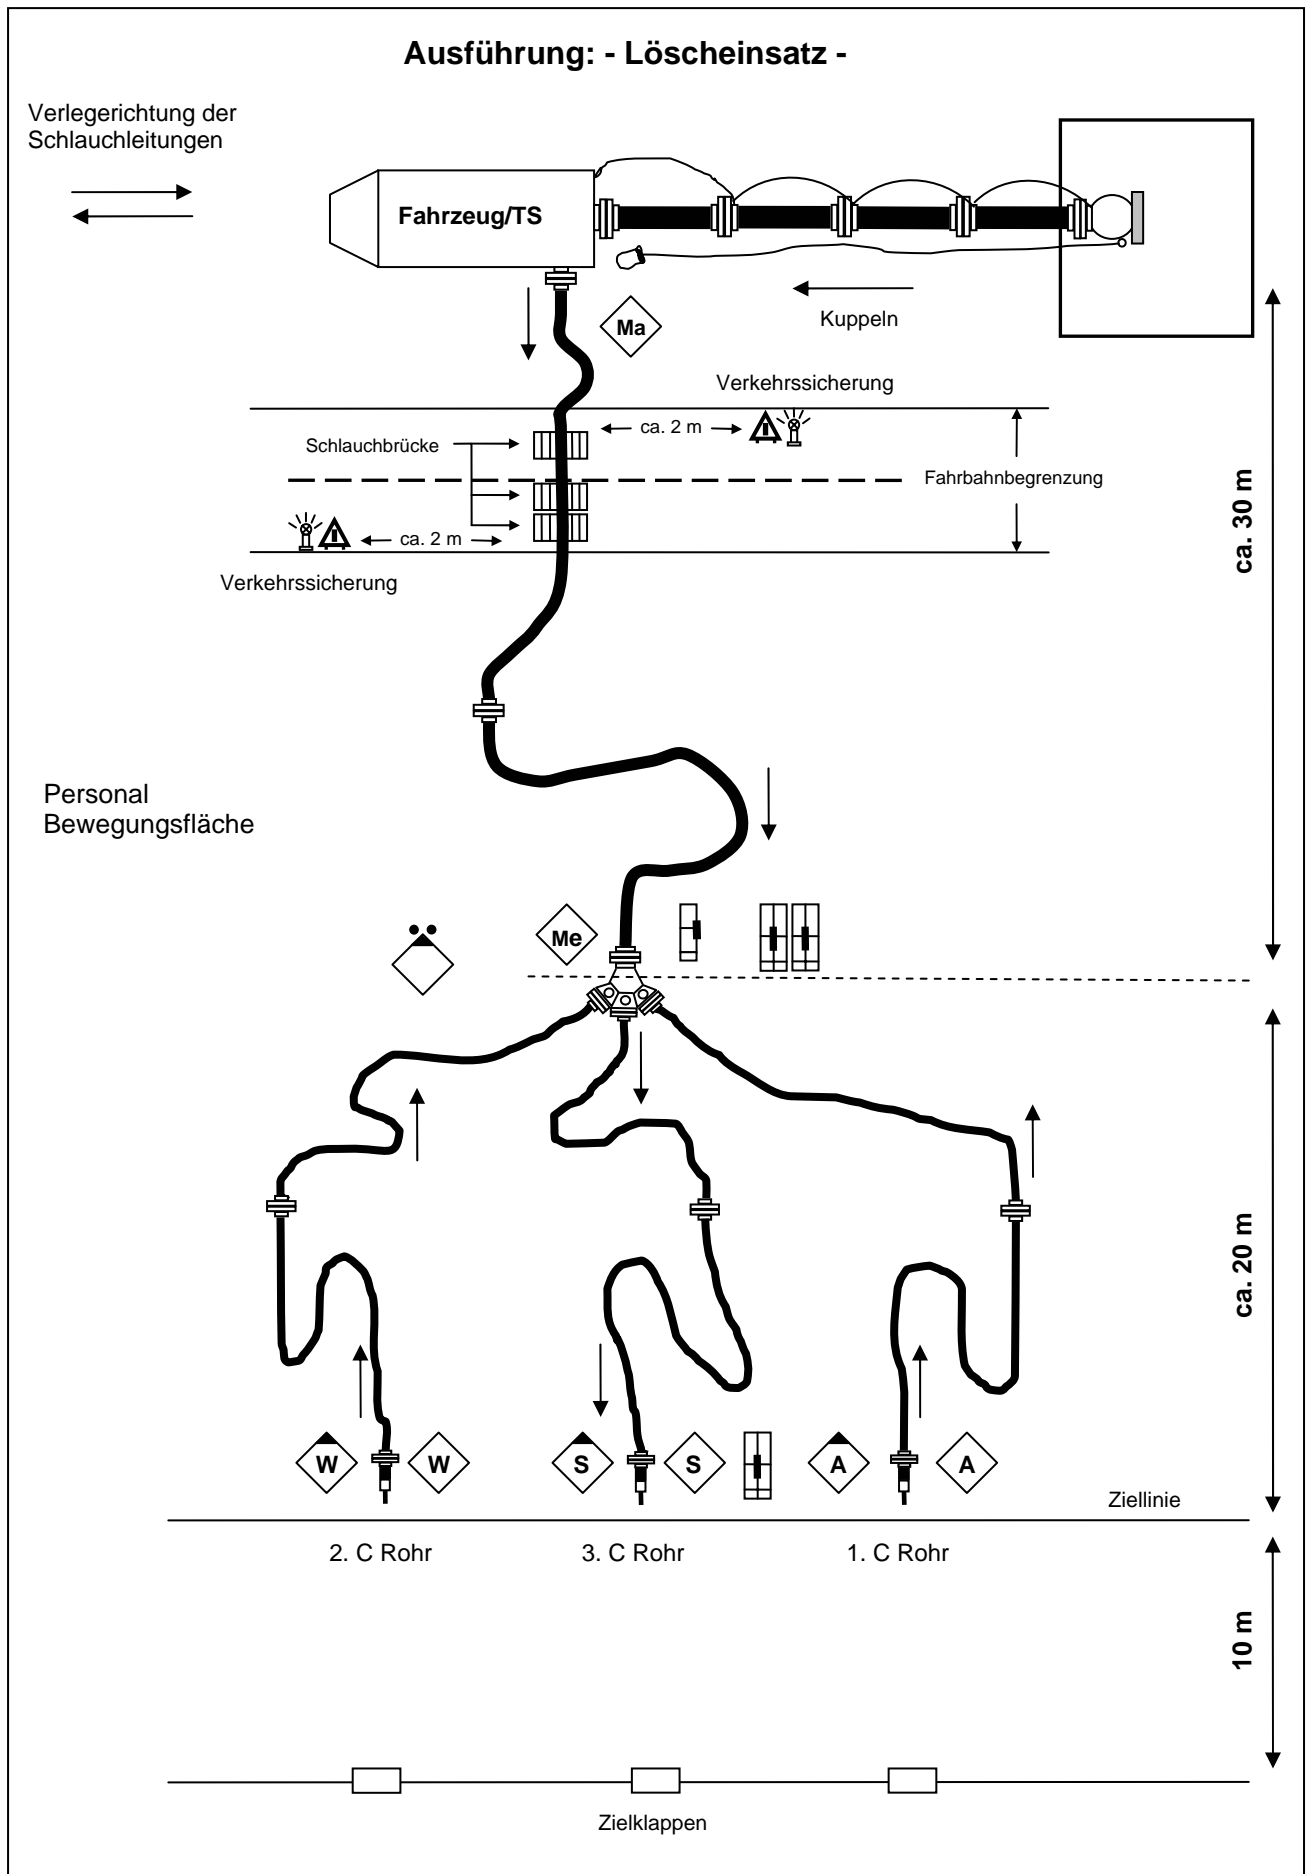 Ausführung: - Löscheinsatz -
Verlegerichtung der
Schlauchleitungen
Fahrzeug/TS
Kuppeln
Ma
Verkehrssicherung
ca. 2 m
Schlauchbrücke
Fahrbahnbegrenzung
ca. 2 m
Verkehrssicherung
ca. 30 m
Personal
Bewegungsfläche
Me
ca. 20 m
W
W
S
S
A
A
Ziellinie
2. C Rohr
3. C Rohr
1. C Rohr
10 m
Zielklappen